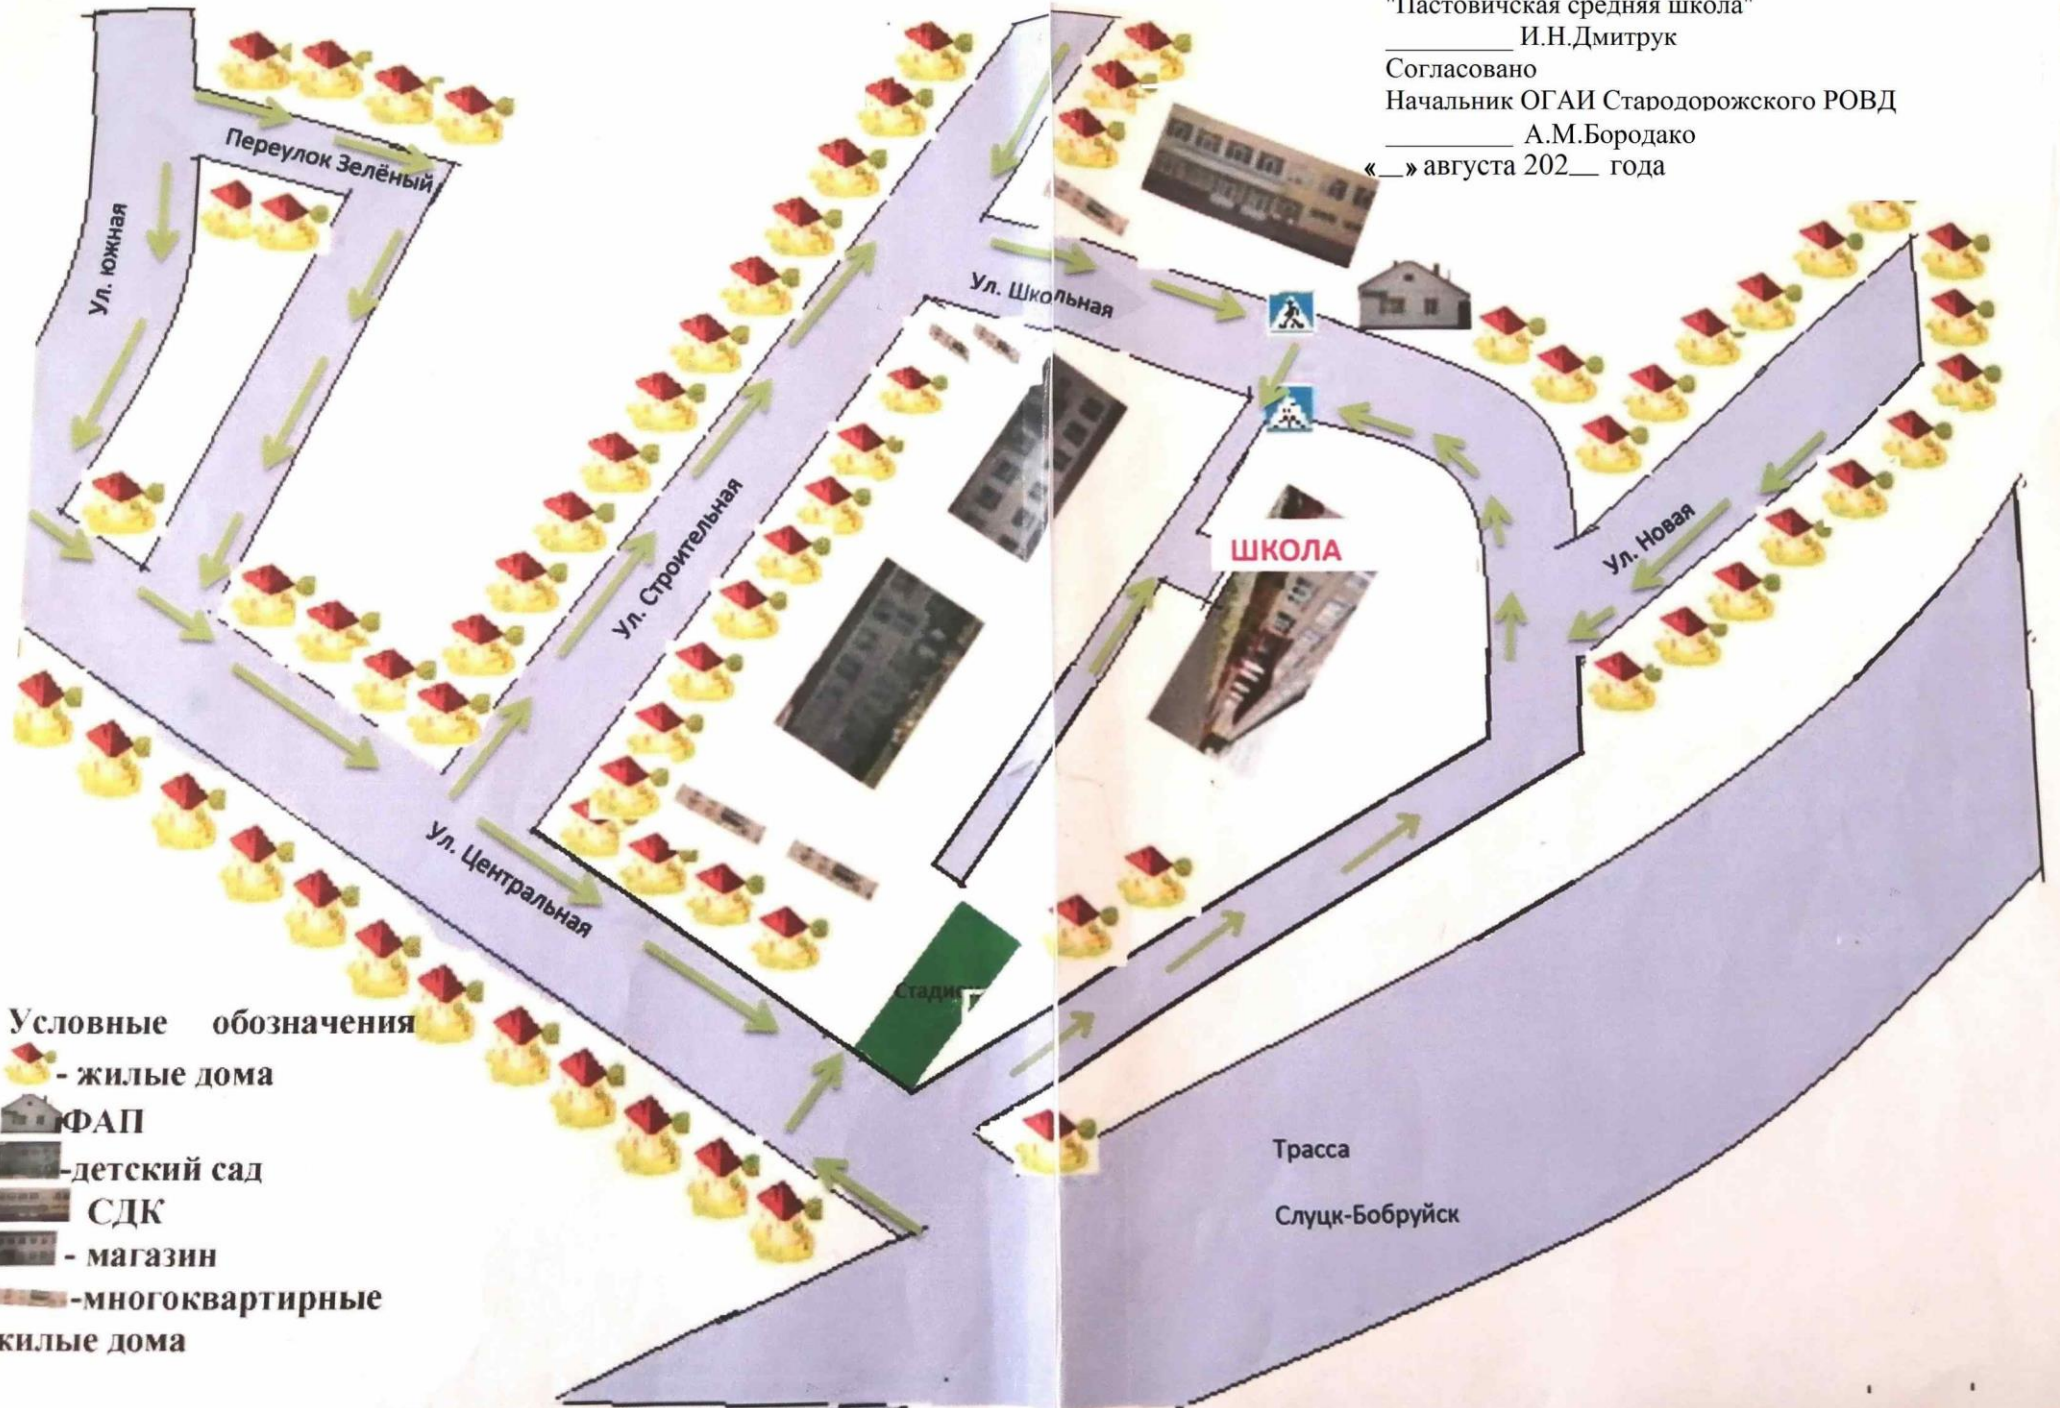 "Пастовичская средняя школа"
__________ И.Н.Дмитрук
Согласовано
Начальник ОГАИ Стародорожского РОВД
__________ А.М.Бородако
«__» августа 202__ года
Переулок Зелёный
Ул. южная
Ул. Школьная
Ул. Строительная
ШКОЛА
Ул. Новая
Ул. Центральная
Трасса
Слуцк-Бобруйск
Условные обозначения
- жилые дома
ФАП
-детский сад
СДК
- магазин
-многоквартирные
жилые дома